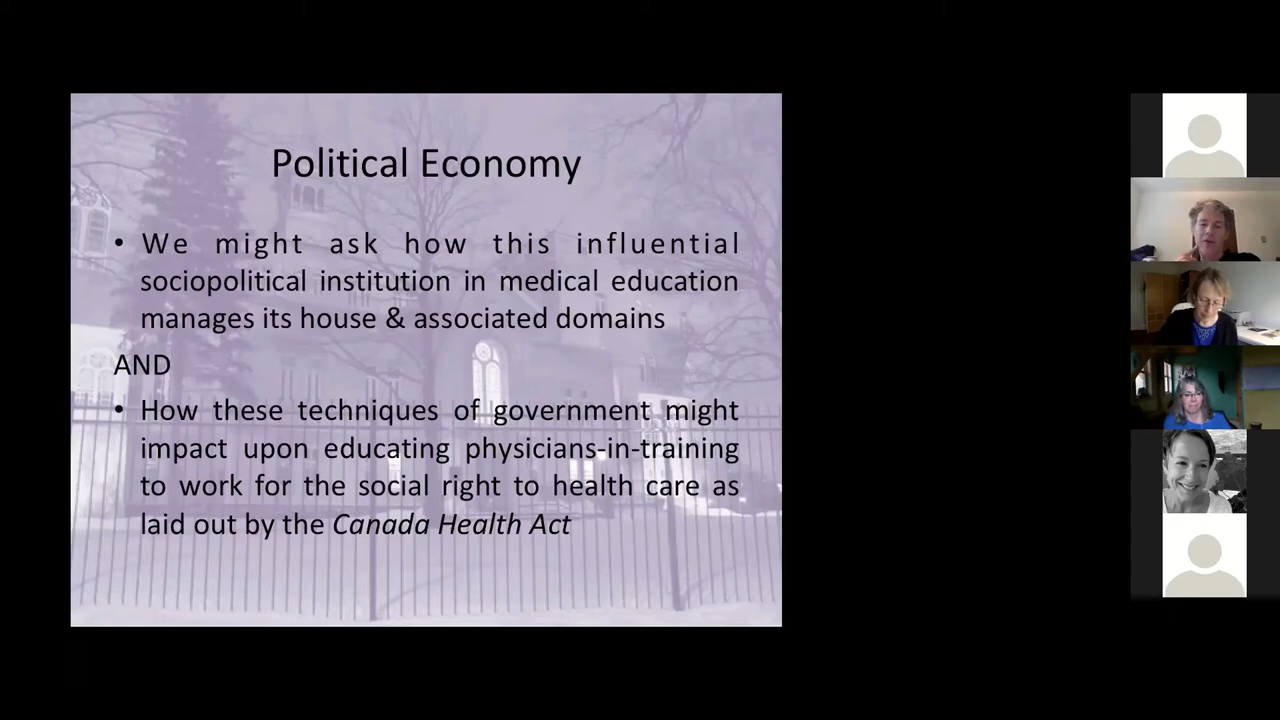 Political Economy
• We might ask how this influential
sociopolitical institution in medical education
manages its house & associated domains
AND
• How these techniques of government might
impact upon educating physicians-in-training
to work for the social right to health care as
laid out by the Canada Health Act